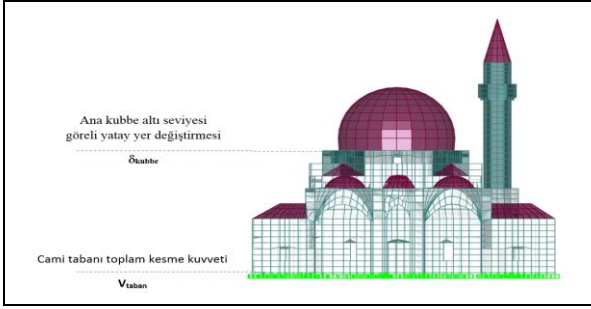 Ana kubbe altı seviyesi
göreli yatay yer değiştirmesi
δkubbe
Cami tabanı toplam kesme kuvveti
Vtaban